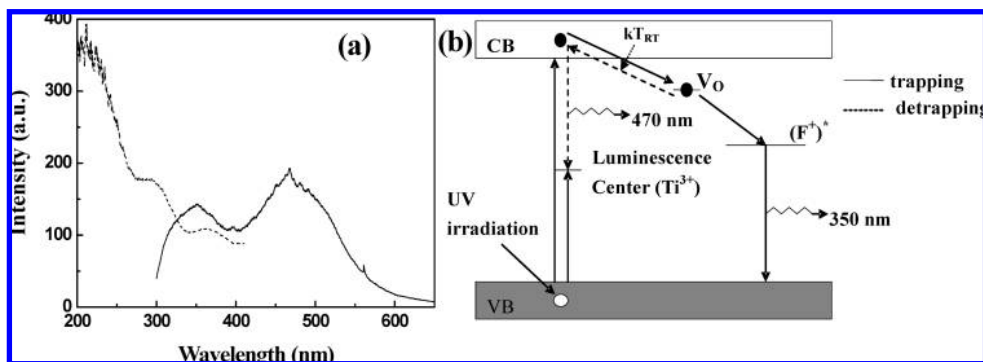 (a)
Intensity (a.u.)
400
300
200
100
0
200 300 400 500 600
Wavelength (nm)
(b)
CB
kT_RT
V_O
trapping
detrapping
470 nm
(F⁺)*
Luminescence
Center (Ti³⁺)
UV
irradiation
350 nm
VB